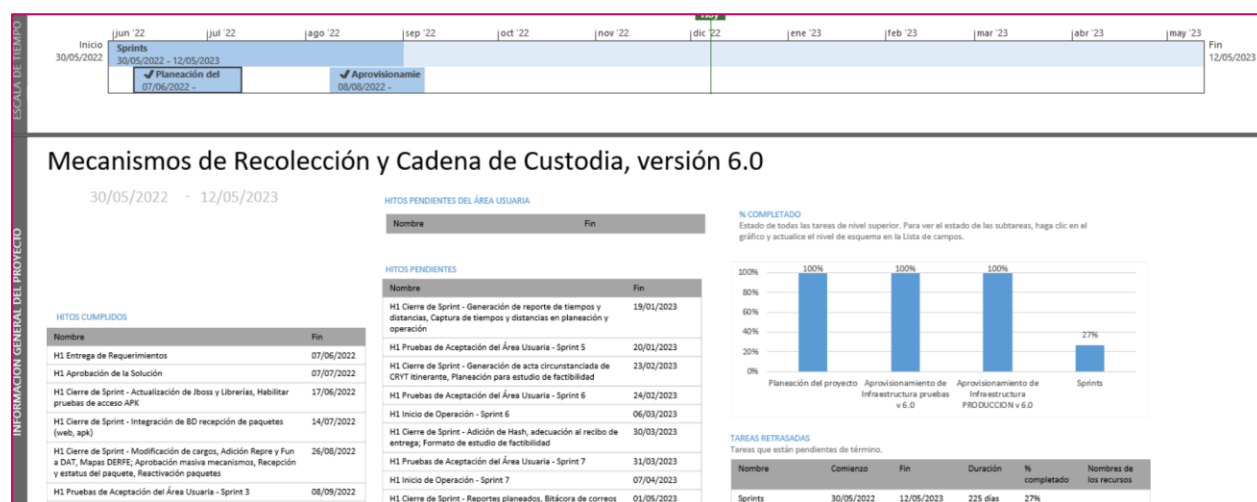 ESCALA DE TIEMPO
Hoy
jun '22 jul '22 ago '22 sep '22 oct '22 nov '22 dic '22 ene '23 feb '23 mar '23 abr '23 may '23
Inicio
30/05/2022
Sprints
30/05/2022 - 12/05/2023
Fin
12/05/2023
Planeación del
07/06/2022 -
Aprovisionamie
08/08/2022 -
INFORMACION GENERAL DEL PROYECTO
Mecanismos de Recolección y Cadena de Custodia, versión 6.0
30/05/2022 - 12/05/2023
HITOS CUMPLIDOS
Nombre Fin
H1 Entrega de Requerimientos 07/06/2022
H1 Aprobación de la Solución 07/07/2022
H1 Cierre de Sprint - Actualización de Jboss y Librerías, Habilitar 17/06/2022
pruebas de acceso APK
H1 Cierre de Sprint - Integración de BD recepción de paquetes 14/07/2022
(web, apk)
H1 Cierre de Sprint - Modificación de cargos, Adición Repre y Fun 26/08/2022
a DAT, Mapas DERFE; Aprobación masiva mecanismos, Recepción
y estatus del paquete, Reactivación paquetes
H1 Pruebas de Aceptación del Área Usuaria - Sprint 3 08/09/2022
HITOS PENDIENTES DEL ÁREA USUARIA
Nombre Fin
HITOS PENDIENTES
Nombre Fin
H1 Cierre de Sprint - Generación de reporte de tiempos y 19/01/2023
distancias, Captura de tiempos y distancias en planeación y
operación
H1 Pruebas de Aceptación del Área Usuaria - Sprint 5 20/01/2023
H1 Cierre de Sprint - Generación de acta circunstanciada de 23/02/2023
CRYT itinerante, Planeación para estudio de factibilidad
H1 Pruebas de Aceptación del Área Usuaria - Sprint 6 24/02/2023
H1 Inicio de Operación - Sprint 6 06/03/2023
H1 Cierre de Sprint - Adición de Hash, adecuación al recibo de 30/03/2023
entrega; Formato de estudio de factibilidad
H1 Pruebas de Aceptación del Área Usuaria - Sprint 7 31/03/2023
H1 Inicio de Operación - Sprint 7 07/04/2023
H1 Cierre de Sprint - Reportes planeados, Bitácora de correos 01/05/2023
% COMPLETADO
Estado de todas las tareas de nivel superior. Para ver el estado de las subtareas, haga clic en el
gráfico y actualice el nivel de esquema en la Lista de campos.
100%
80%
60%
40%
20%
0%
100% 100% 100% 27%
Planeación del proyecto Aprovisionamiento de Aprovisionamiento de Sprints
Infraestructura pruebas Infraestructura
v 6.0 PRODUCCION v 6.0
TAREAS RETRASADAS
Tareas que están pendientes de término.
Nombre Comienzo Fin Duración % Nombres de
completado los recursos
Sprints 30/05/2022 12/05/2023 225 días 27%